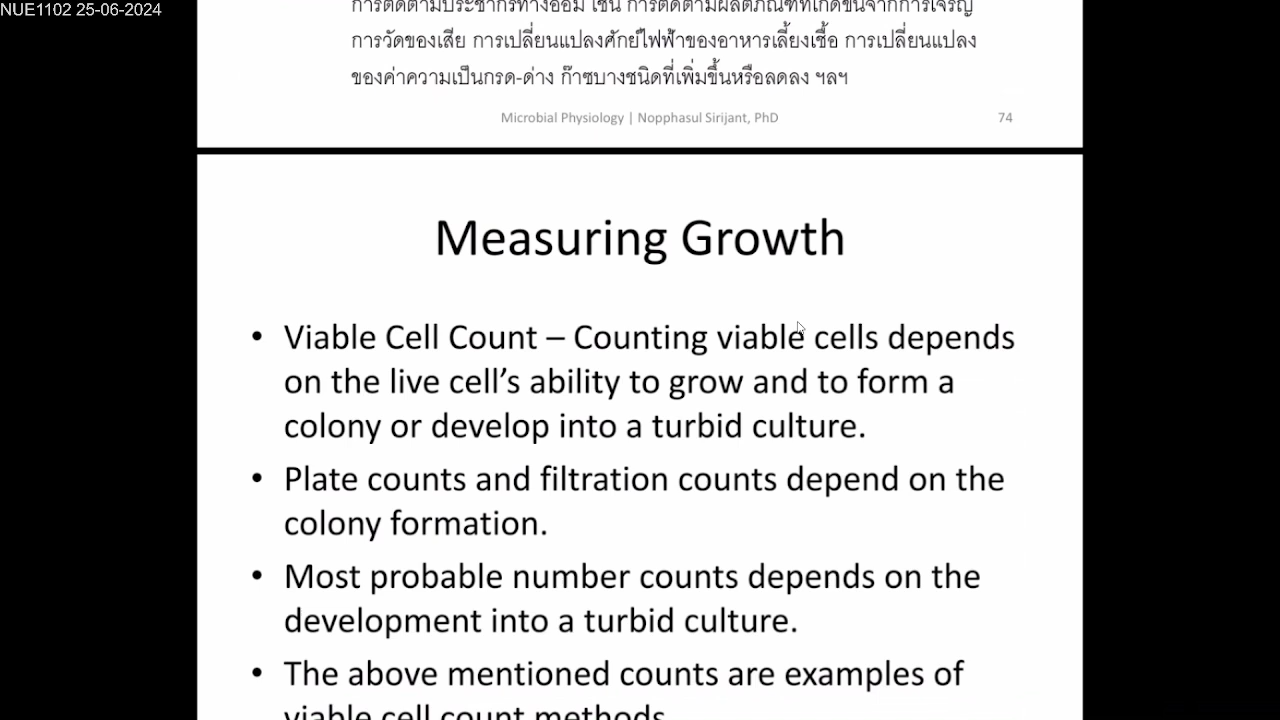 NUE1102 25-06-2024
การติดตามประชากรทางอ้อม เช่น การติดตามผลิตภัณฑ์ที่เกิดขึ้นจากการเจริญ
การวัดของเสีย การเปลี่ยนแปลงศักย์ไฟฟ้าของอาหารเลี้ยงเชื้อ การเปลี่ยนแปลง
ของค่าความเป็นกรด-ด่าง ก๊าซบางชนิดที่เพิ่มขึ้นหรือลดลง ฯลฯ
Microbial Physiology | Nopphasul Sirijant, PhD 74
Measuring Growth
• Viable Cell Count – Counting viable cells depends
on the live cell’s ability to grow and to form a
colony or develop into a turbid culture.
• Plate counts and filtration counts depend on the
colony formation.
• Most probable number counts depends on the
development into a turbid culture.
• The above mentioned counts are examples of
viable cell count methods